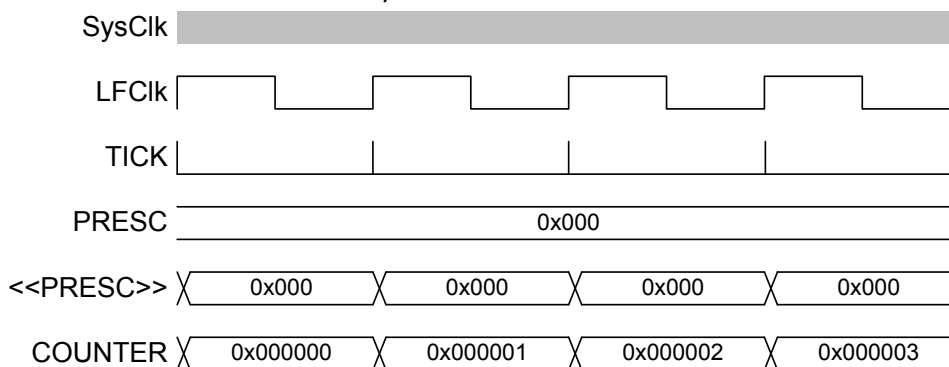 SysClk
LFClk
TICK
PRESC 0x000
<<PRESC>> 0x000 0x000 0x000 0x000
COUNTER 0x000000 0x000001 0x000002 0x000003